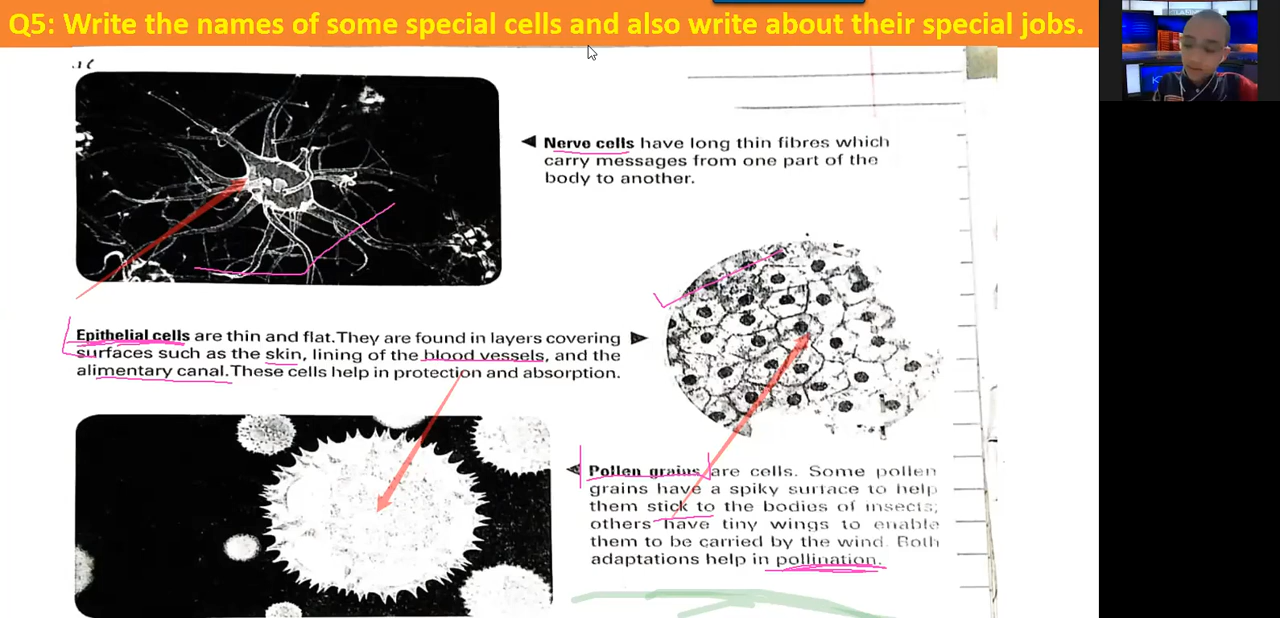 Q5: Write the names of some special cells and also write about their special jobs.
Nerve cells have long thin fibres which
carry messages from one part of the
body to another.
Epithelial cells are thin and flat. They are found in layers covering
surfaces such as the skin, lining of the blood vessels, and the
alimentary canal. These cells help in protection and absorption.
Pollen grains are cells. Some pollen
grains have a spiky surface to help
them stick to the bodies of insects;
others have tiny wings to enable
them to be carried by the wind. Both
adaptations help in pollination.